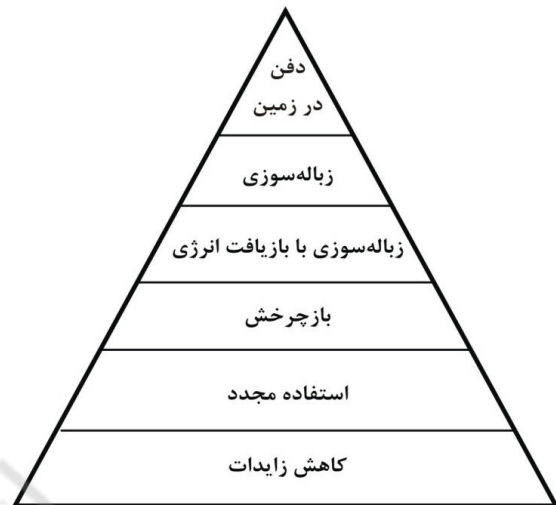 دفن
در زمین
زباله‌سوزی
زباله‌سوزی با بازیافت انرژی
بازچرخش
استفاده مجدد
کاهش زایدات